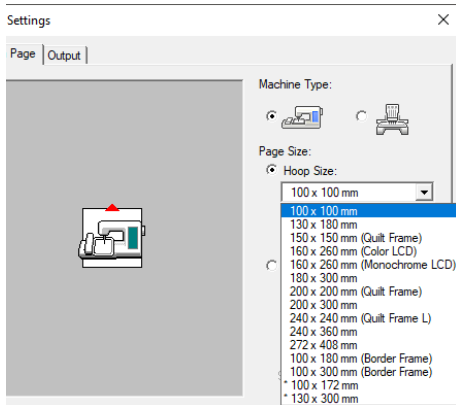 Settings
Page
Output
Machine Type:
Page Size:
Hoop Size:
100 x 100 mm
100 x 100 mm
130 x 180 mm
150 x 150 mm (Quilt Frame)
160 x 260 mm (Color LCD)
160 x 260 mm (Monochrome LCD)
180 x 300 mm
200 x 200 mm (Quilt Frame)
200 x 300 mm
240 x 240 mm (Quilt Frame L)
240 x 360 mm
272 x 408 mm
100 x 180 mm (Border Frame)
100 x 300 mm (Border Frame)
* 100 x 172 mm
* 130 x 300 mm